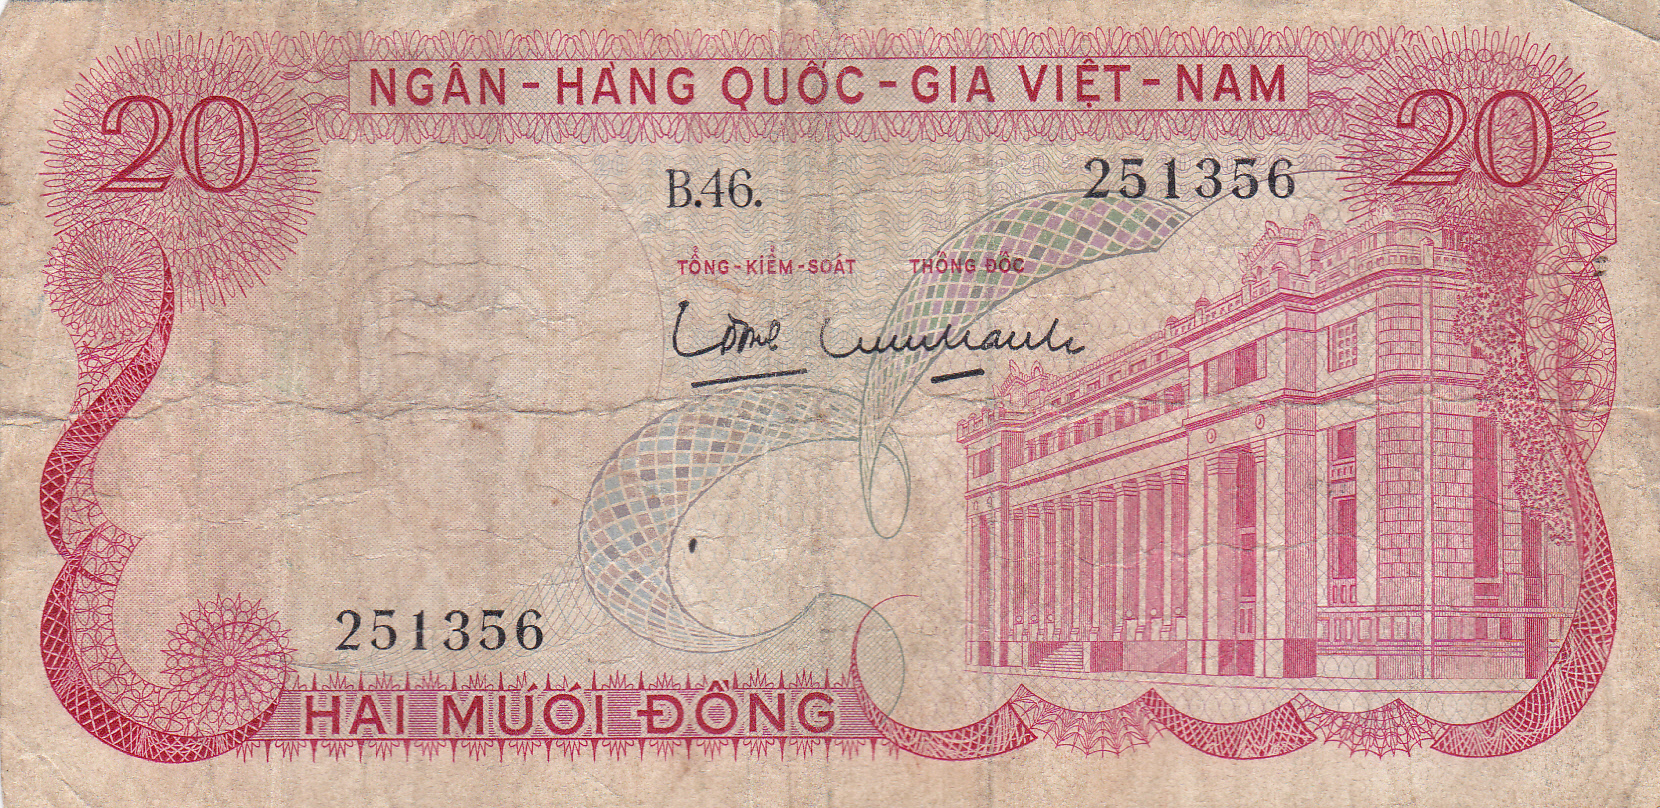 NGÂN - HÀNG QUỐC - GIA VIỆT - NAM
20
20
B.46.
251356
TỔNG - KIỂM - SOÁT
THỐNG ĐỐC
251356
HAI MƯƠI ĐỒNG